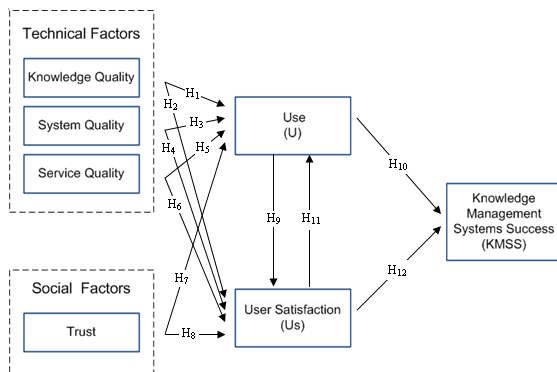 Technical Factors
Knowledge Quality
System Quality
Service Quality
Social Factors
Trust
H1
H2
H3
H4
H5
H6
H7
H8
Use
(U)
H9
H11
User Satisfaction
(Us)
H10
H12
Knowledge
Management
Systems Success
(KMSS)